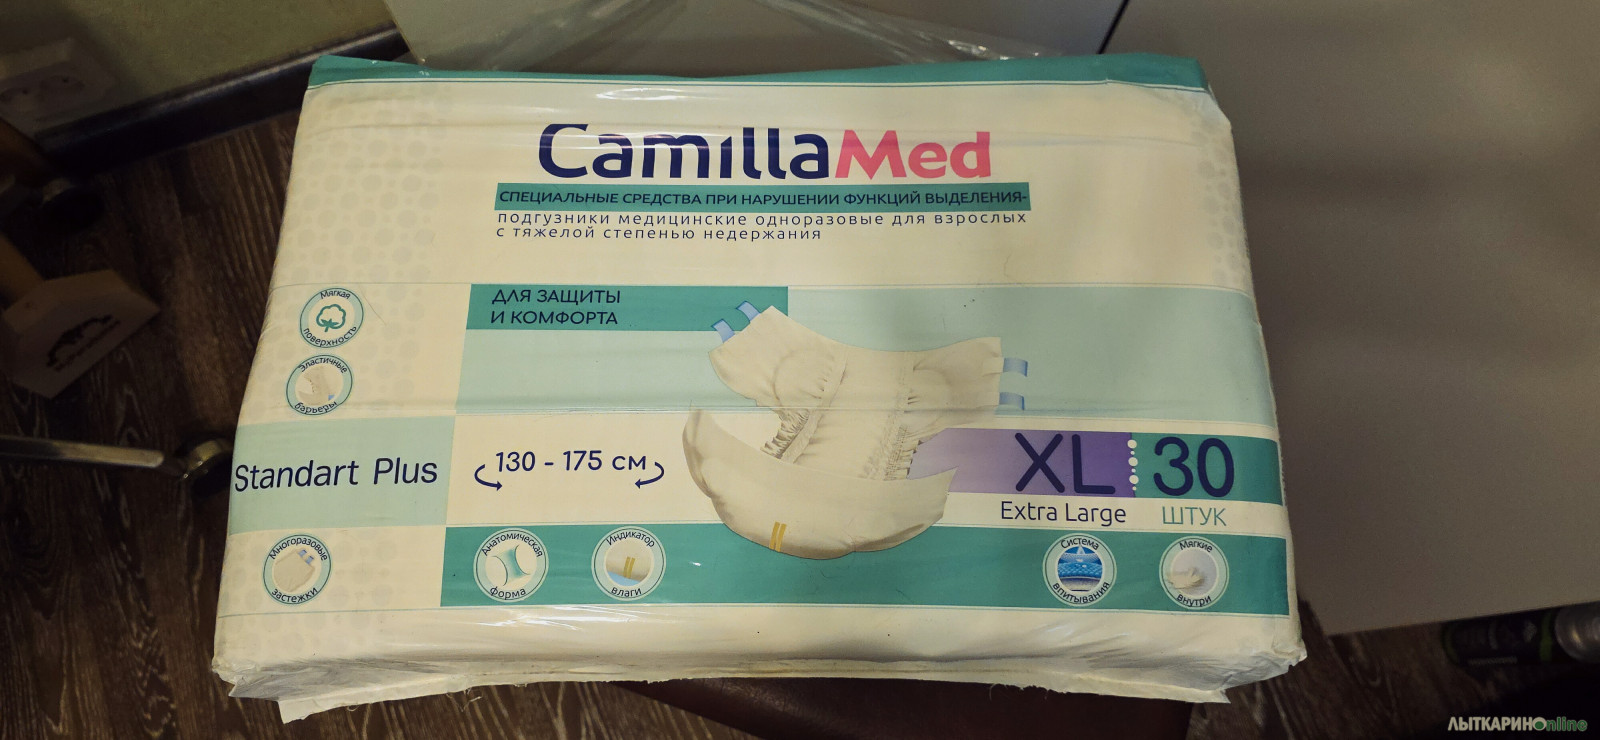 CamillaMed
СПЕЦИАЛЬНЫЕ СРЕДСТВА ПРИ НАРУШЕНИИ ФУНКЦИЙ ВЫДЕЛЕНИЯ-
подгузники медицинские одноразовые для взрослых
с тяжелой степенью недержания
ДЛЯ ЗАЩИТЫ
И КОМФОРТА
Мягкая
поверхность
Эластичные
барьеры
Standart Plus
130 - 175 см
XL
30
Extra Large
ШТУК
Многоразовые
застежки
Анатомическая
форма
Индикатор
влаги
Система
впитывания
Мягкие
внутри
ЛЫТКАРИНОonline